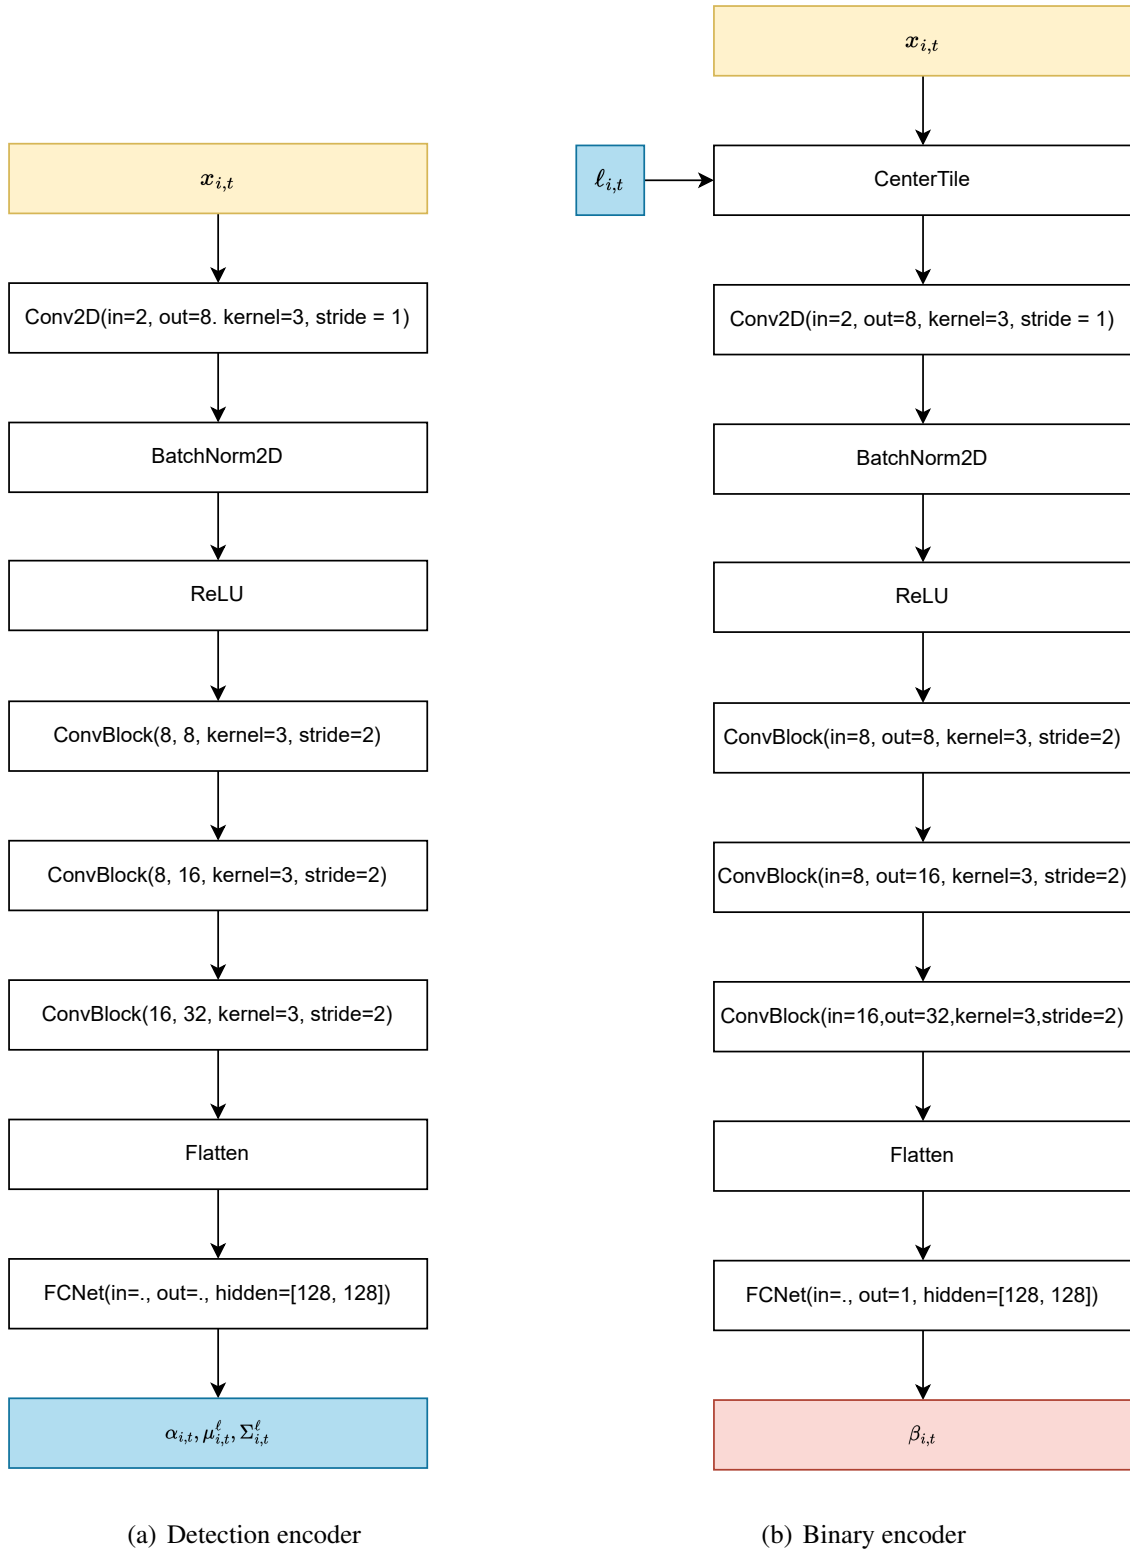 x_{i,t}
Conv2D(in=2, out=8. kernel=3, stride = 1)
BatchNorm2D
ReLU
ConvBlock(8, 8, kernel=3, stride=2)
ConvBlock(8, 16, kernel=3, stride=2)
ConvBlock(16, 32, kernel=3, stride=2)
Flatten
FCNet(in=., out=., hidden=[128, 128])
α_{i,t}, μ^ℓ_{i,t}, Σ^ℓ_{i,t}
(a) Detection encoder
x_{i,t}
ℓ_{i,t}
CenterTile
Conv2D(in=2, out=8, kernel=3, stride = 1)
BatchNorm2D
ReLU
ConvBlock(in=8, out=8, kernel=3, stride=2)
ConvBlock(in=8, out=16, kernel=3, stride=2)
ConvBlock(in=16,out=32,kernel=3,stride=2)
Flatten
FCNet(in=., out=1, hidden=[128, 128])
β_{i,t}
(b) Binary encoder